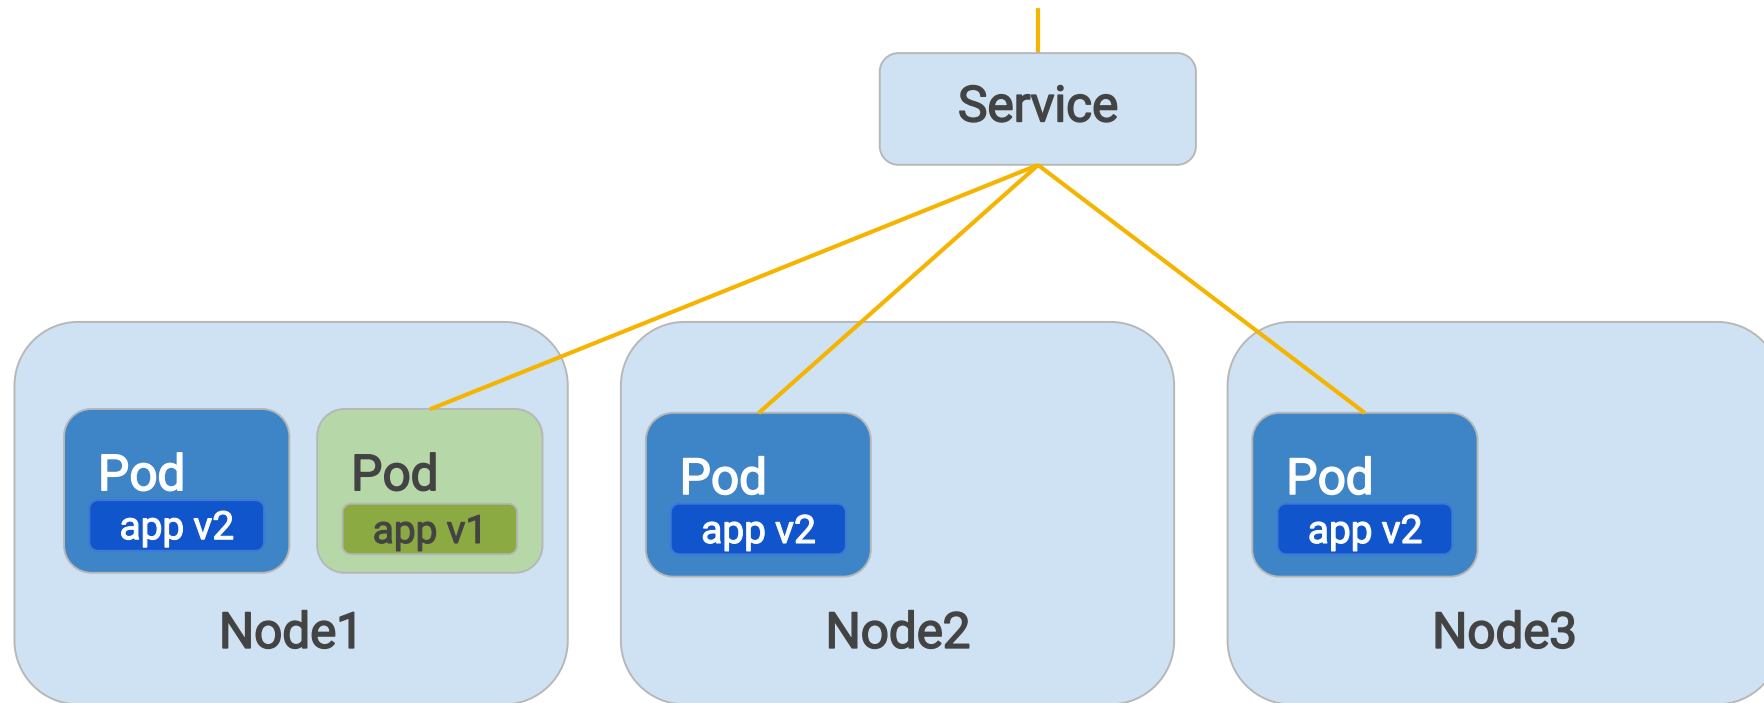 Service
Pod
app v2
Pod
app v1
Node1
Pod
app v2
Node2
Pod
app v2
Node3